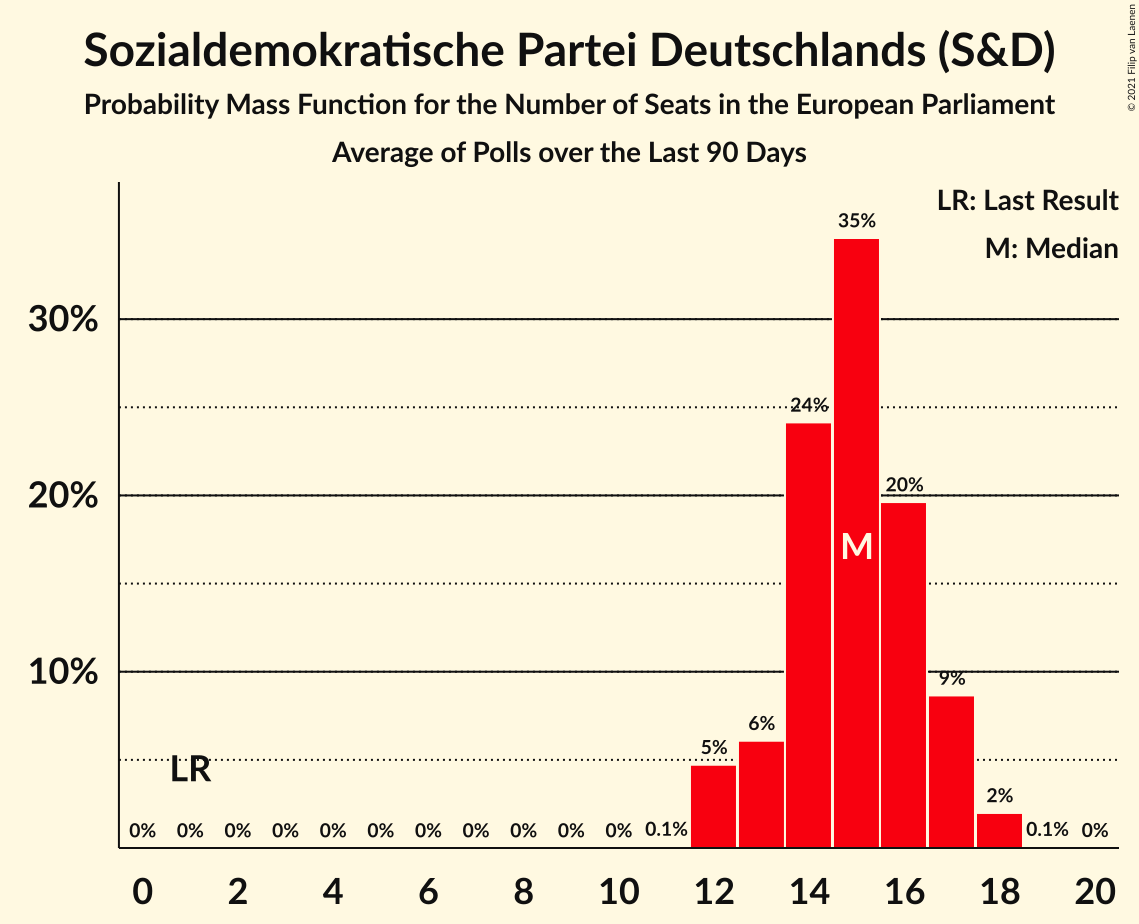 Sozialdemokratische Partei Deutschlands (S&D)
Probability Mass Function for the Number of Seats in the European Parliament
Average of Polls over the Last 90 Days
© 2021 Filip van Laenen
LR: Last Result
M: Median
35%
30%
24%
20%
20%
M
10%
9%
6%
5%
LR
2%
0% 0% 0% 0% 0% 0% 0% 0% 0% 0% 0% 0.1% 0.1% 0%
0 2 4 6 8 10 12 14 16 18 20